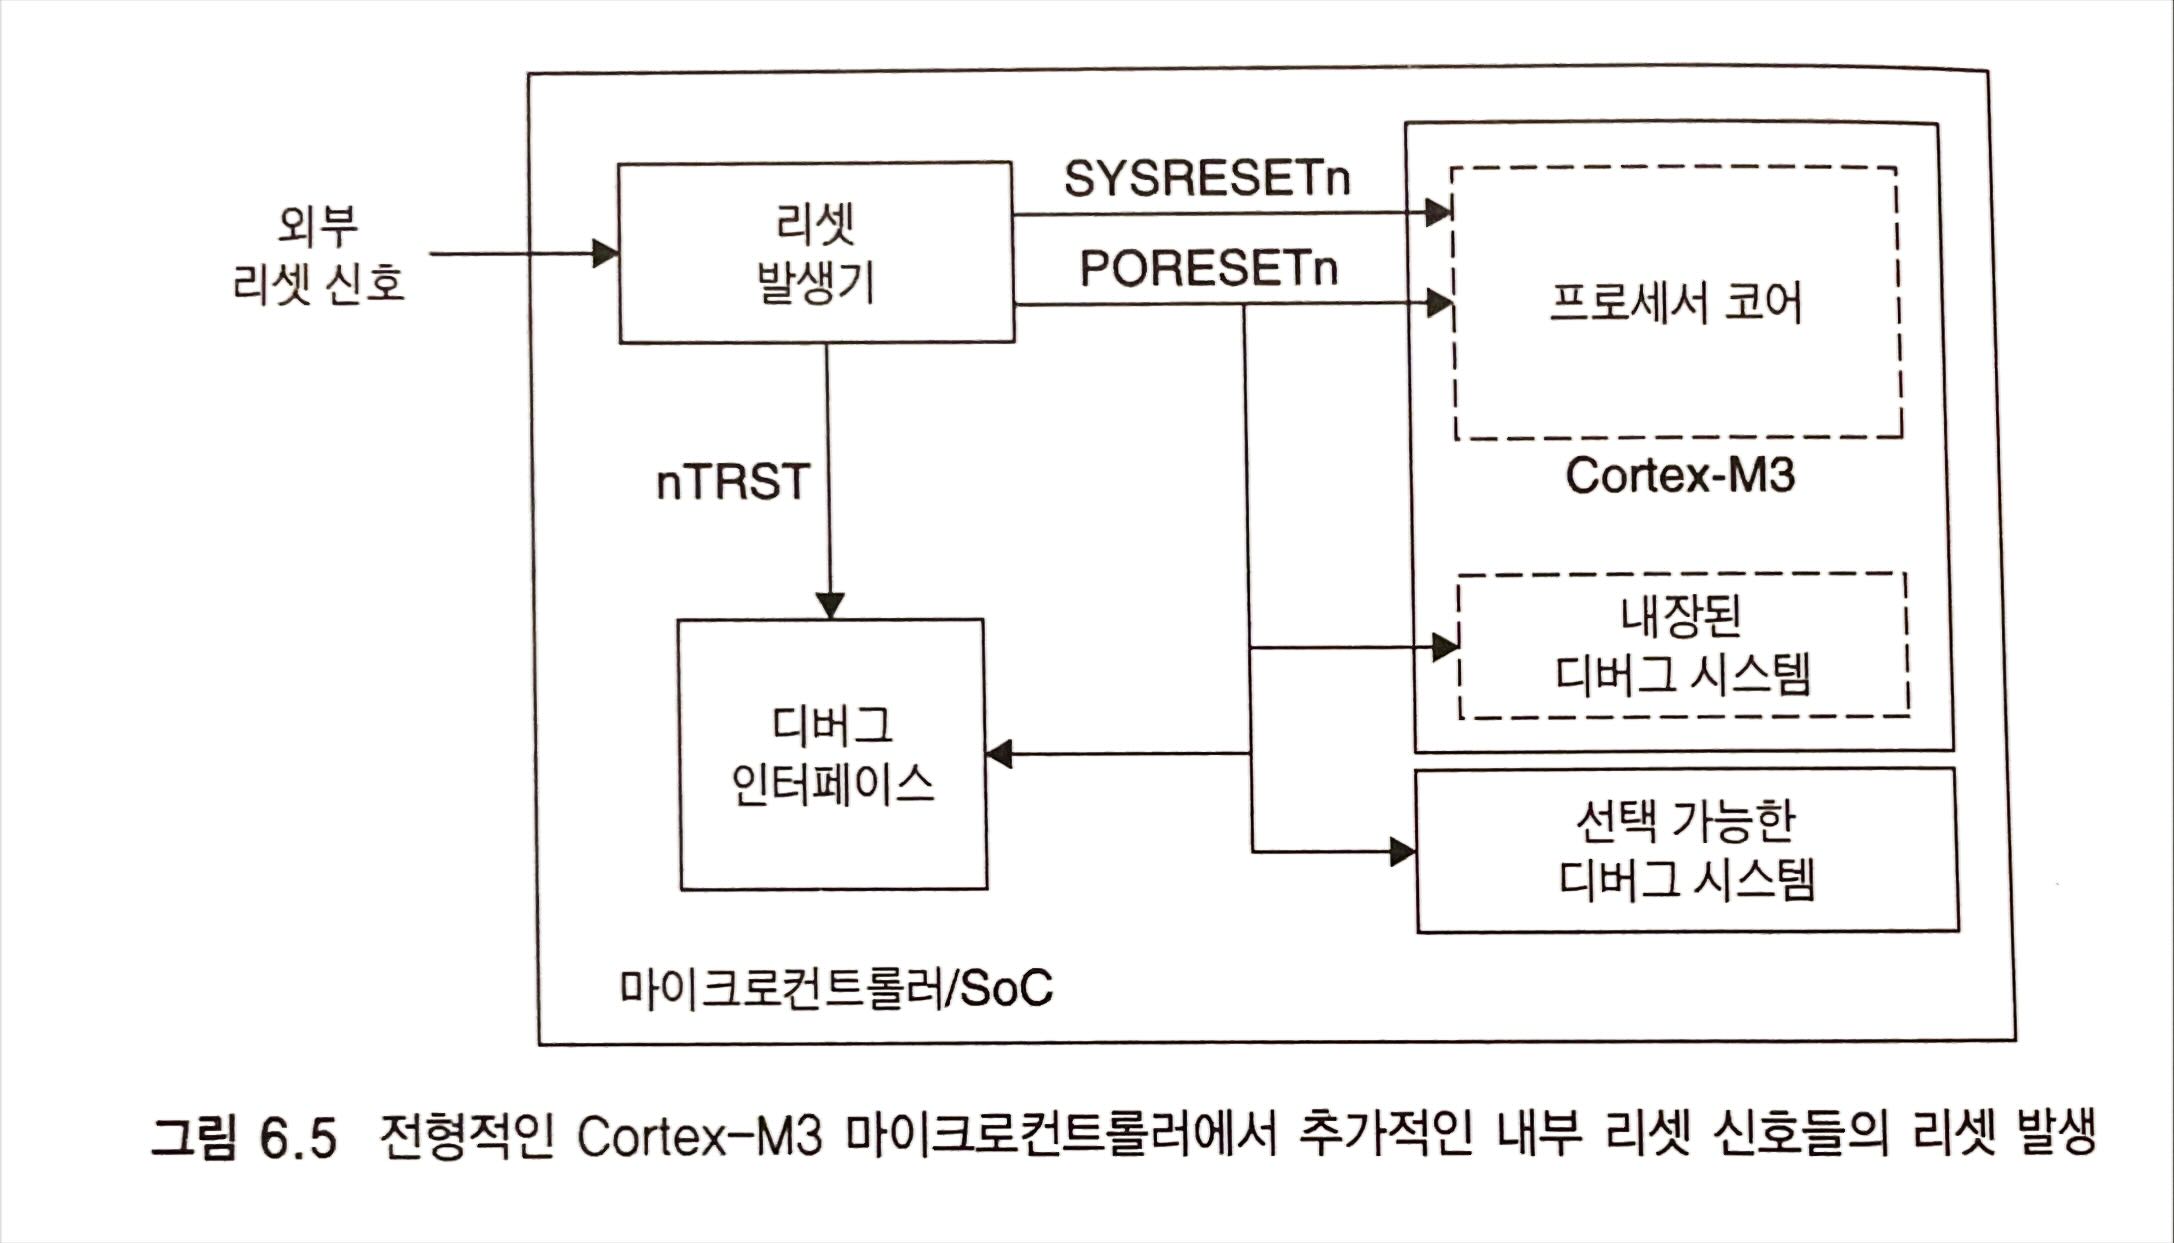 SYSRESETn
외부
리셋 신호
리셋
발생기
PORESETn
프로세서 코어
nTRST
Cortex-M3
내장된
디버그 시스템
디버그
인터페이스
선택 가능한
디버그 시스템
마이크로컨트롤러/SoC
그림 6.5 전형적인 Cortex-M3 마이크로컨트롤러에서 추가적인 내부 리셋 신호들의 리셋 발생